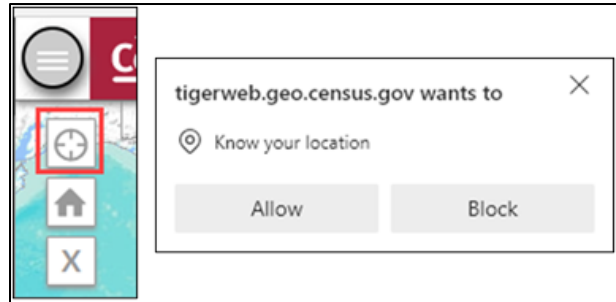 C
X
tigerweb.geo.census.gov wants to
Know your location
Allow
Block